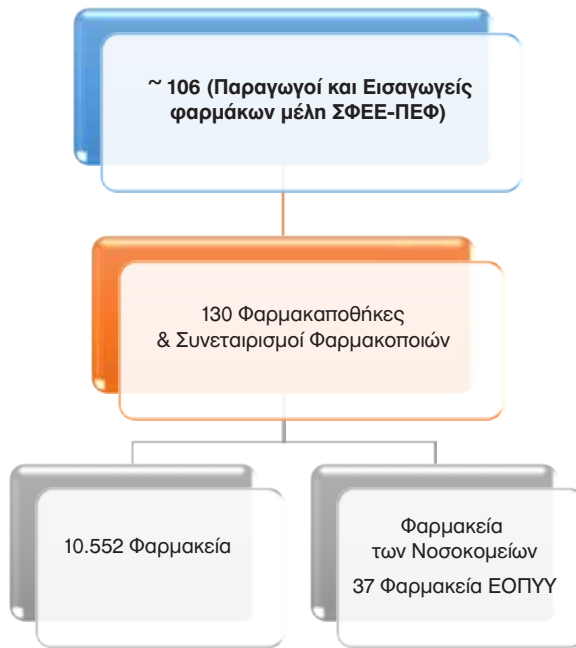 ~ 106 (Παραγωγοί και Εισαγωγείς
φαρμάκων μέλη ΣΦΕΕ-ΠΕΦ)
130 Φαρμακαποθήκες
& Συνεταιρισμοί Φαρμακοποιών
10.552 Φαρμακεία
Φαρμακεία
των Νοσοκομείων
37 Φαρμακεία ΕΟΠΥΥ